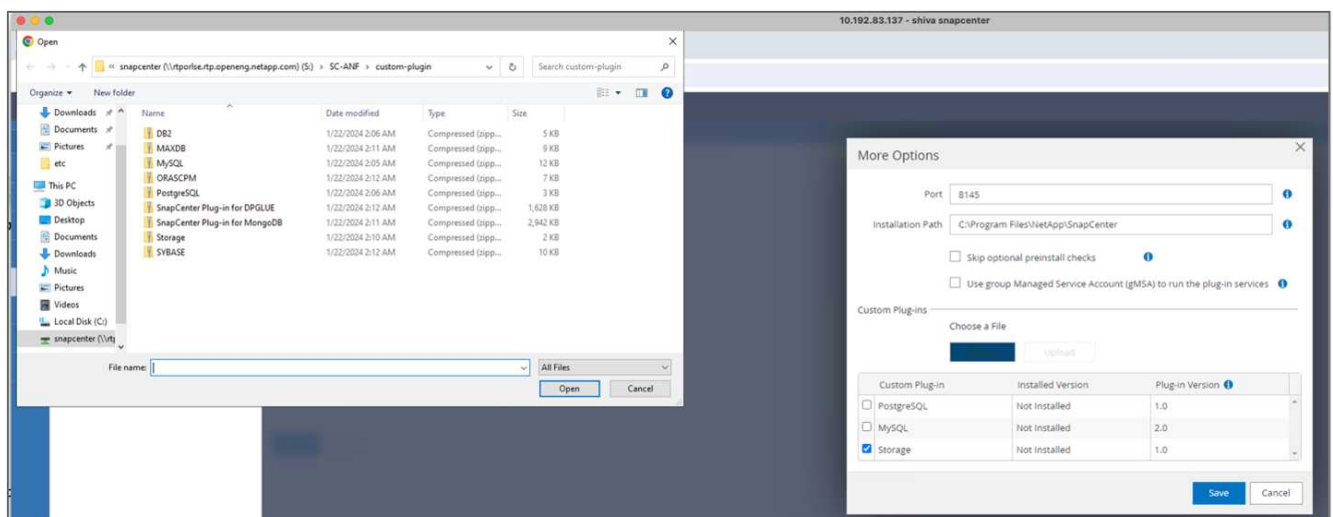 10.192.83.137 - shiva snapcenter
Open
« snapcenter (\\rtporlse.rtp.openeng.netapp.com) (S:) > SC-ANF > custom-plugin
Search custom-plugin
Organize New folder
Name Date modified Type Size
Downloads
Documents
Pictures
etc
This PC
3D Objects
Desktop
Documents
Downloads
Music
Pictures
Videos
Local Disk (C:)
snapcenter (\\rtp
DB2 1/22/2024 2:06 AM Compressed (zipp... 5 KB
MAXDB 1/22/2024 2:11 AM Compressed (zipp... 9 KB
MySQL 1/22/2024 2:05 AM Compressed (zipp... 12 KB
ORASCPM 1/22/2024 2:12 AM Compressed (zipp... 7 KB
PostgreSQL 1/22/2024 2:06 AM Compressed (zipp... 3 KB
SnapCenter Plug-in for DPGLUE 1/22/2024 2:12 AM Compressed (zipp... 1,628 KB
SnapCenter Plug-in for MongoDB 1/22/2024 2:11 AM Compressed (zipp... 2,942 KB
Storage 1/22/2024 2:10 AM Compressed (zipp... 2 KB
SYBASE 1/22/2024 2:12 AM Compressed (zipp... 10 KB
File name: All Files
Open Cancel
More Options
Port 8145
Installation Path C:\Program Files\NetApp\SnapCenter
Skip optional preinstall checks
Use group Managed Service Account (gMSA) to run the plug-in services
Custom Plug-ins
Choose a File
Upload
Custom Plug-in Installed Version Plug-in Version
PostgreSQL Not Installed 1.0
MySQL Not Installed 2.0
Storage Not Installed 1.0
Save Cancel